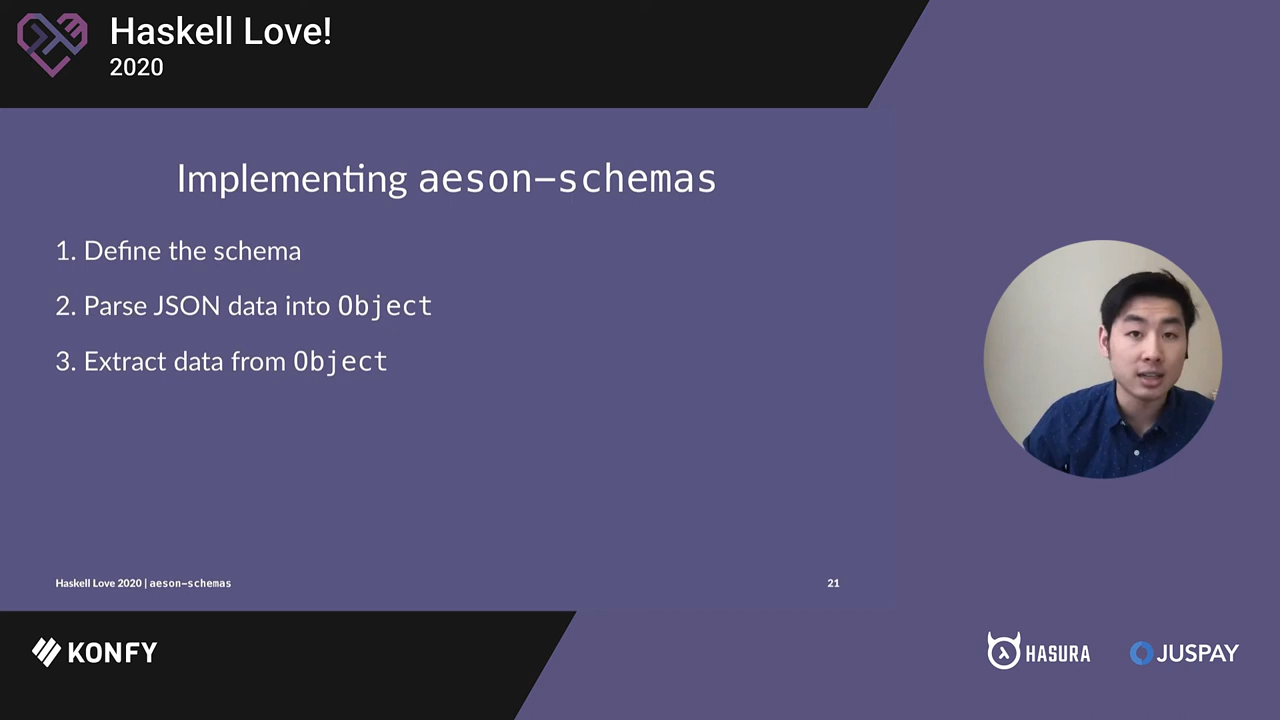 Haskell Love!
2020
Implementing aeson-schemas
1. Define the schema
2. Parse JSON data into Object
3. Extract data from Object
Haskell Love 2020 | aeson-schemas
21
KONFY
HASURA
JUSPAY